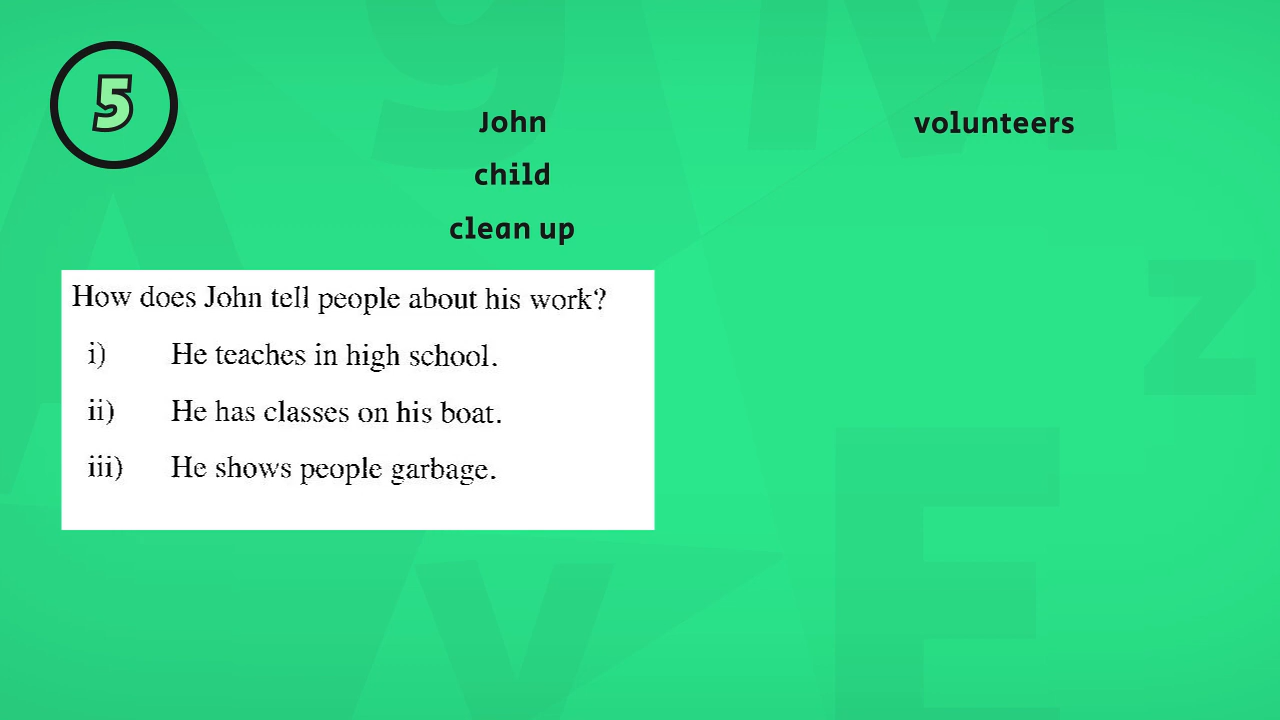 5
John
volunteers
child
clean up
How does John tell people about his work?
i) He teaches in high school.
ii) He has classes on his boat.
iii) He shows people garbage.
g
M
A
z
E
v